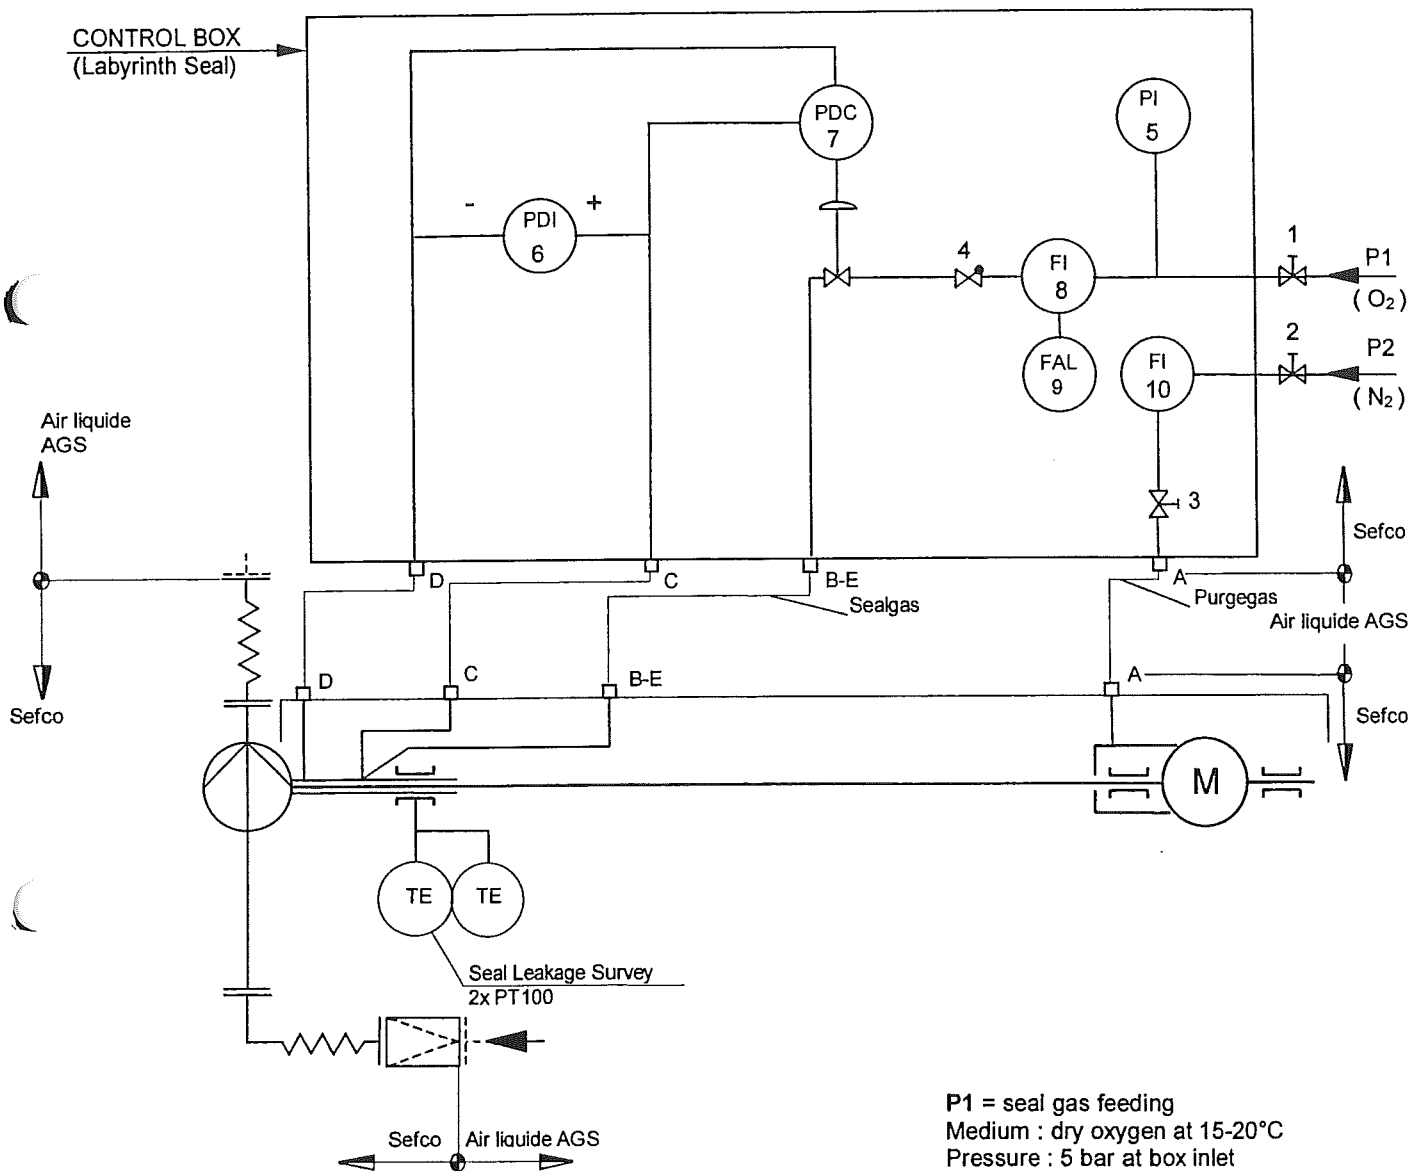 CONTROL BOX
(Labyrinth Seal)
PDC
7
PI
5
-
PDI
6
+
4
FI
8
1
P1
(O₂)
2
P2
(N₂)
FAL
9
FI
10
3
Air liquide
AGS
Sefco
D
C
B-E
Sealgas
A
Purgegas
Sefco
Air liquide AGS
D
C
B-E
A
Sefco
M
TE
TE
Seal Leakage Survey
2x PT100
Sefco
Air liquide AGS
P1 = seal gas feeding
Medium : dry oxygen at 15-20°C
Pressure : 5 bar at box inlet